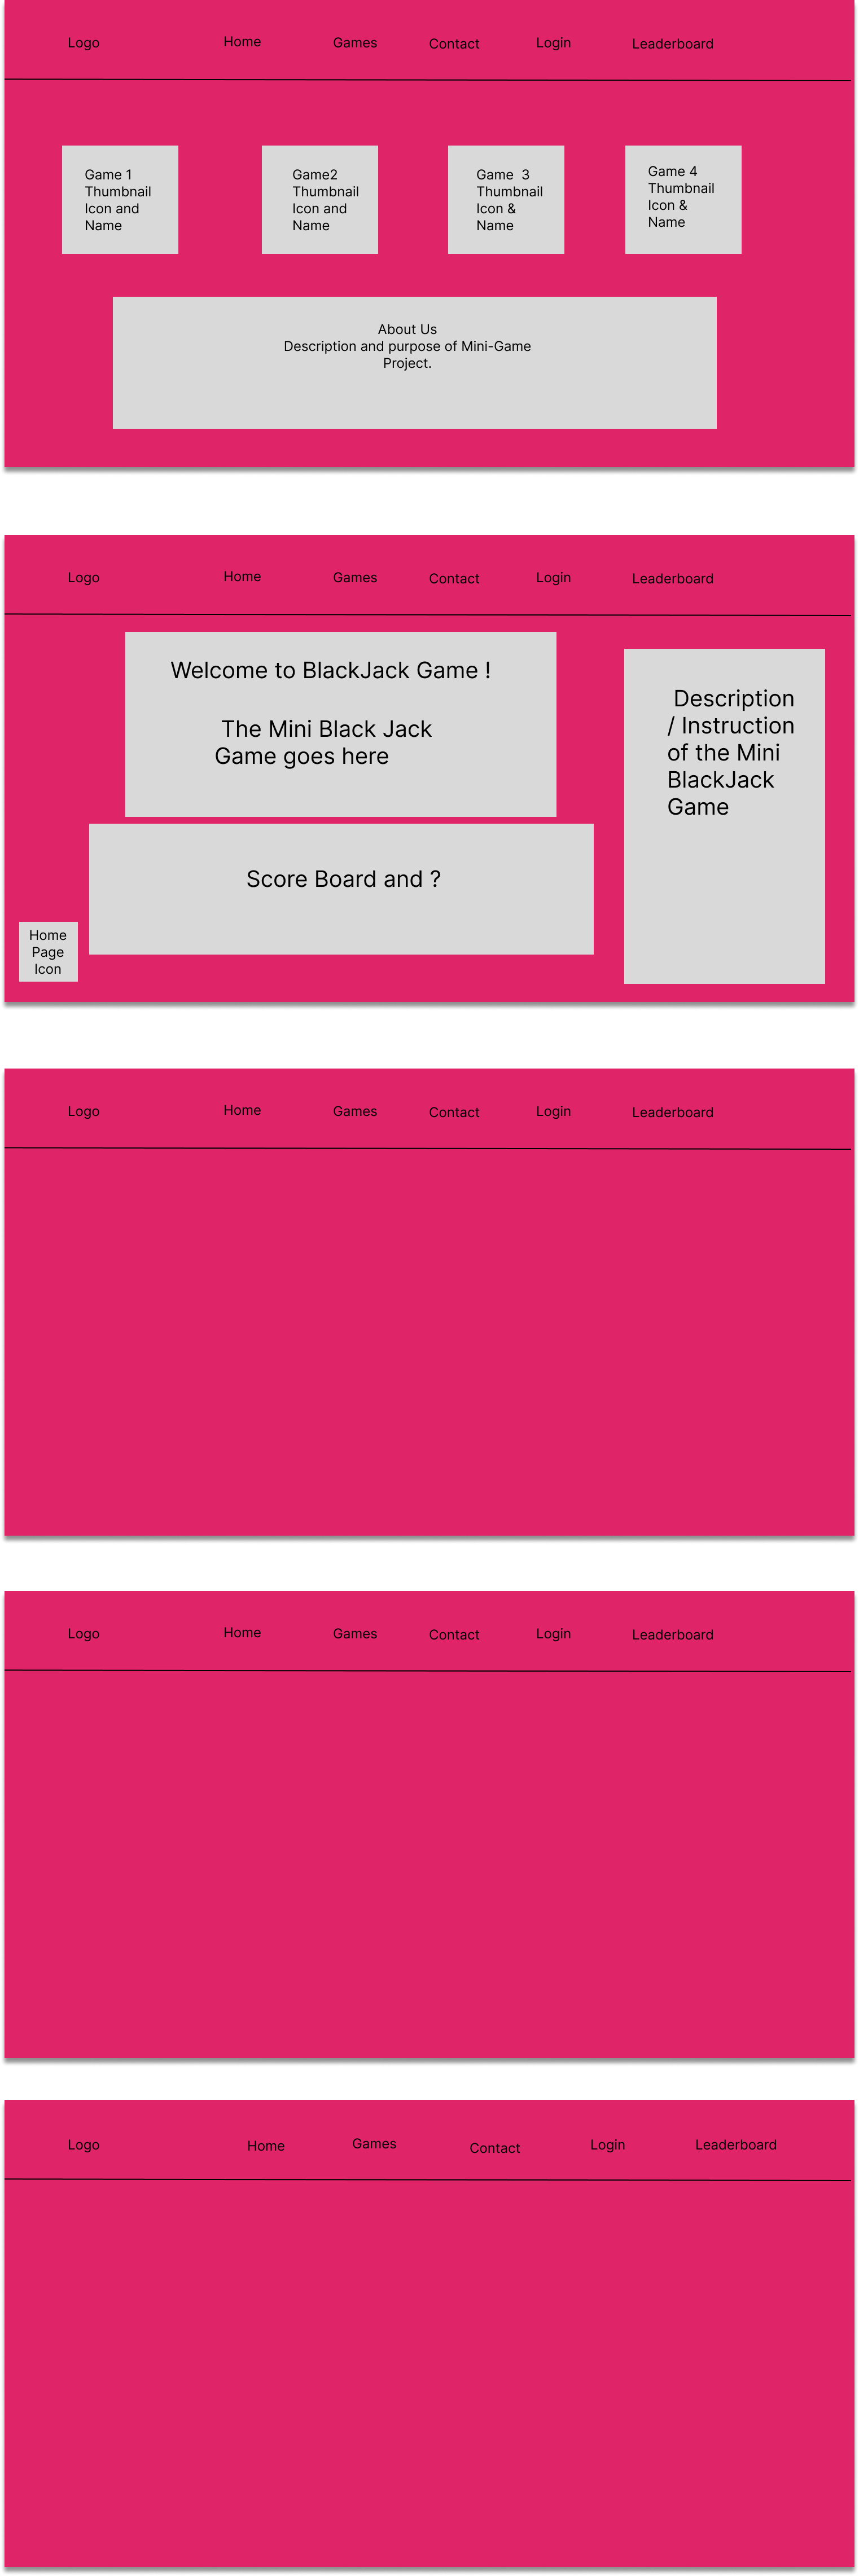 Logo Home Games Contact Login Leaderboard
Game 1
Thumbnail
Icon and
Name
Game2
Thumbnail
Icon and
Name
Game  3
Thumbnail
Icon &
Name
Game 4
Thumbnail
Icon &
Name
About Us
Description and purpose of Mini-Game
Project.
Logo Home Games Contact Login Leaderboard
Welcome to BlackJack Game !
The Mini Black Jack
Game goes here
Description
/ Instruction
of the Mini
BlackJack
Game
Score Board and ?
Home
Page
Icon
Logo Home Games Contact Login Leaderboard
Logo Home Games Contact Login Leaderboard
Logo Home Games Contact Login Leaderboard